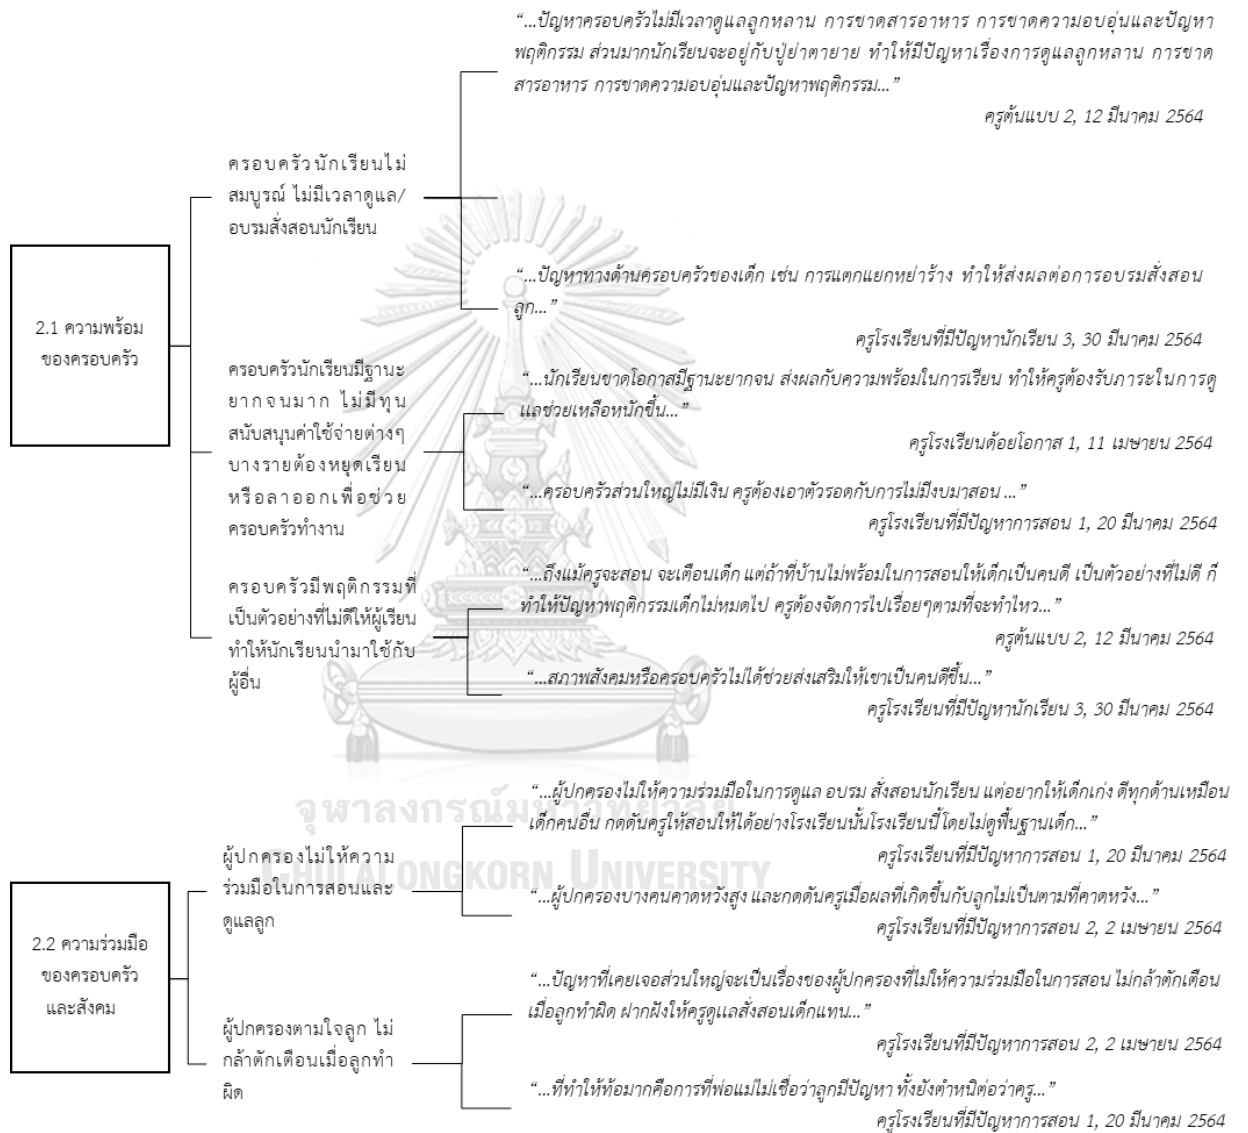 “...ปัญหาครอบครัวไม่มีเวลาดูแลลูกหลาน การขาดสารอาหาร การขาดความอบอุ่นและปัญหา
พฤติกรรม ส่วนมากนักเรียนจะอยู่กับปู่ย่าตายาย ทำให้มีปัญหาเรื่องการดูแลลูกหลาน การขาด
สารอาหาร การขาดความอบอุ่นและปัญหาพฤติกรรม...”
ครูต้นแบบ 2, 12 มีนาคม 2564
ครอบครัวนักเรียนไม่
สมบูรณ์ ไม่มีเวลาดูแล/
อบรมสั่งสอนนักเรียน
“...ปัญหาทางด้านครอบครัวของเด็ก เช่น การแตกแยกหย่าร้าง ทำให้ส่งผลต่อการอบรมสั่งสอน
ลูก...”
ครูโรงเรียนที่มีปัญหานักเรียน 3, 30 มีนาคม 2564
2.1 ความพร้อม
ของครอบครัว
ครอบครัวนักเรียนมีฐานะ
ยากจนมาก ไม่มีทุน
สนับสนุนค่าใช้จ่ายต่างๆ
บางรายต้องหยุดเรียน
หรือลาออกเพื่อช่วย
ครอบครัวทำงาน
“...นักเรียนขาดโอกาสมีฐานะยากจน ส่งผลกับความพร้อมในการเรียน ทำให้ครูต้องรับภาระในการดู
แลช่วยเหลือหนักขึ้น...”
ครูโรงเรียนด้อยโอกาส 1, 11 เมษายน 2564
“...ครอบครัวส่วนใหญ่ไม่มีเงิน ครูต้องเอาตัวรอดกับการไม่มีงบมาสอน ...”
ครูโรงเรียนที่มีปัญหาการสอน 1, 20 มีนาคม 2564
ครอบครัวมีพฤติกรรมที่
เป็นตัวอย่างที่ไม่ดีให้ผู้เรียน
ทำให้นักเรียนนำมาใช้กับ
ผู้อื่น
“...ถึงแม้ครูจะสอน จะเตือนเด็ก แต่ถ้าที่บ้านไม่พร้อมในการสอนให้เด็กเป็นคนดี เป็นตัวอย่างที่ไม่ดี ก็
ทำให้ปัญหาพฤติกรรมเด็กไม่หมดไป ครูต้องจัดการไปเรื่อยๆตามที่จะทำไหว...”
ครูต้นแบบ 2, 12 มีนาคม 2564
“...สภาพสังคมหรือครอบครัวไม่ได้ช่วยส่งเสริมให้เขาเป็นคนดีขึ้น...”
ครูโรงเรียนที่มีปัญหานักเรียน 3, 30 มีนาคม 2564
จุฬาลงกรณ์มหาวิทยาลัย
CHULALONGKORN UNIVERSITY
“...ผู้ปกครองไม่ให้ความร่วมมือในการดูแล อบรม สั่งสอนนักเรียน แต่อยากให้เด็กเก่ง ดีทุกด้านเหมือน
เด็กคนอื่น กดดันครูให้สอนให้ได้อย่างโรงเรียนนั้นโรงเรียนนี้โดยไม่ดูพื้นฐานเด็ก...”
ครูโรงเรียนที่มีปัญหาการสอน 1, 20 มีนาคม 2564
ผู้ปกครองไม่ให้ความ
ร่วมมือในการสอนและ
ดูแลลูก
“...ผู้ปกครองบางคนคาดหวังสูง และกดดันครูเมื่อผลที่เกิดขึ้นกับลูกไม่เป็นตามที่คาดหวัง...”
ครูโรงเรียนที่มีปัญหาการสอน 2, 2 เมษายน 2564
2.2 ความร่วมมือ
ของครอบครัว
และสังคม
“...ปัญหาที่เคยเจอส่วนใหญ่จะเป็นเรื่องของผู้ปกครองที่ไม่ให้ความร่วมมือในการสอน ไม่กล้าตักเตือน
เมื่อลูกทำผิด ฝากฝังให้ครูดูแลสั่งสอนเด็กแทน...”
ครูโรงเรียนที่มีปัญหาการสอน 2, 2 เมษายน 2564
ผู้ปกครองตามใจลูก ไม่
กล้าตักเตือนเมื่อลูกทำ
ผิด
“...ที่ทำให้ท้อมากคือการที่พ่อแม่ไม่เชื่อว่าลูกมีปัญหา ทั้งยังตำหนิต่อว่าครู...”
ครูโรงเรียนที่มีปัญหาการสอน 1, 20 มีนาคม 2564